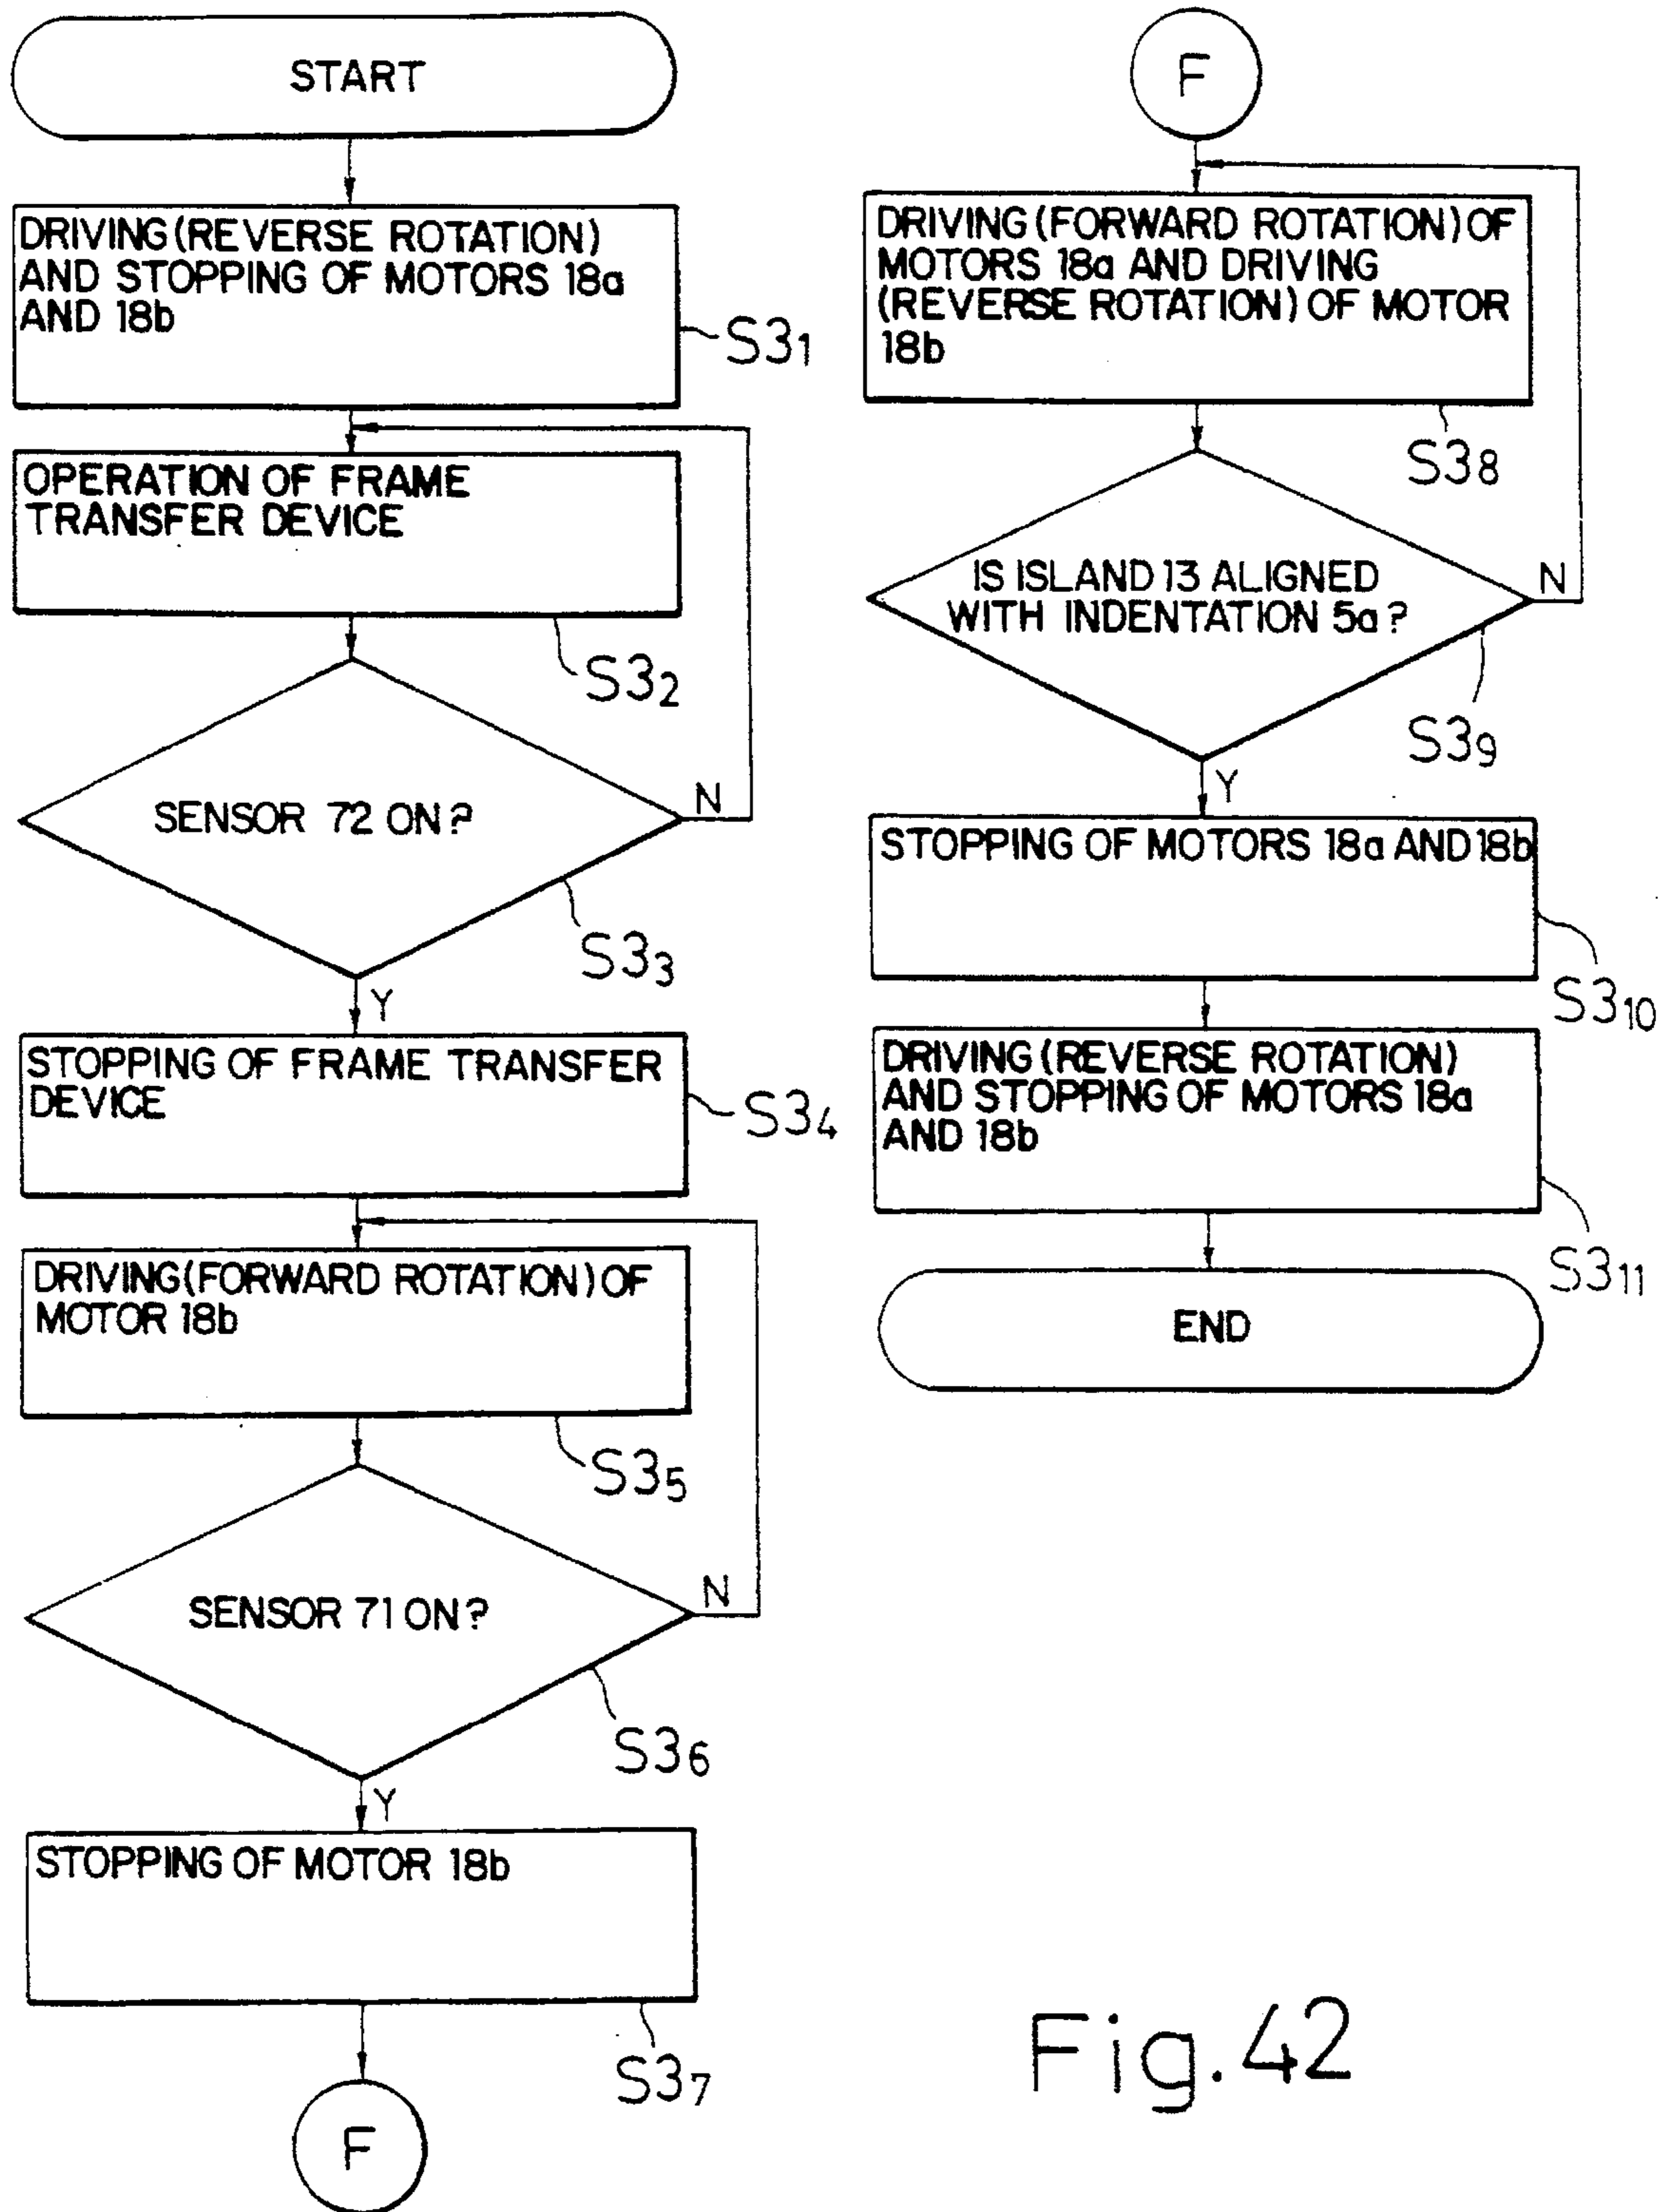 START
DRIVING (REVERSE ROTATION)
AND STOPPING OF MOTORS 18a
AND 18b
S31
OPERATION OF FRAME
TRANSFER DEVICE
S32
SENSOR 72 ON?
N
S33
Y
STOPPING OF FRAME TRANSFER
DEVICE
S34
DRIVING (FORWARD ROTATION) OF
MOTOR 18b
S35
SENSOR 71 ON?
N
S36
Y
STOPPING OF MOTOR 18b
S37
F
F
DRIVING (FORWARD ROTATION) OF
MOTORS 18a AND DRIVING
(REVERSE ROTATION) OF MOTOR
18b
S38
IS ISLAND 13 ALIGNED
WITH INDENTATION 5a?
N
S39
Y
STOPPING OF MOTORS 18a AND 18b
S310
DRIVING (REVERSE ROTATION)
AND STOPPING OF MOTORS 18a
AND 18b
S311
END
Fig. 42